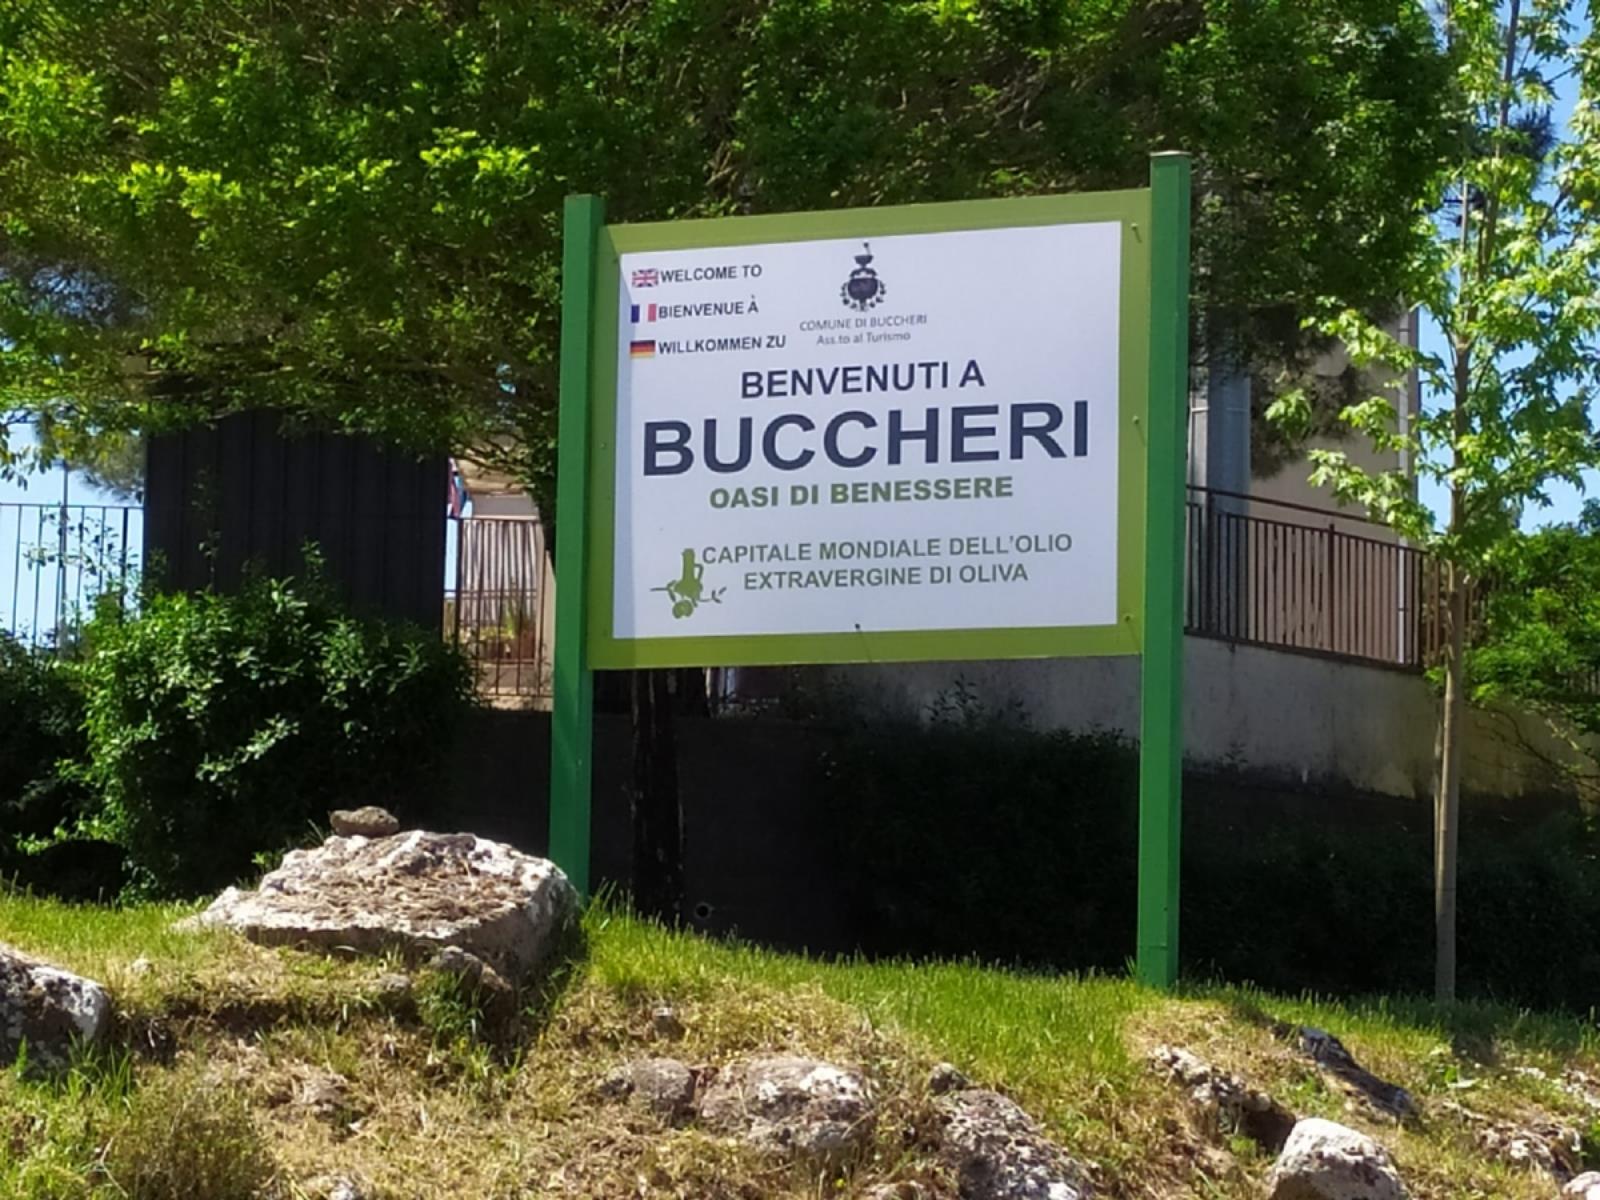 WELCOME TO
BIENVENUE À
WILLKOMMEN ZU
COMUNE DI BUCCHERI
Ass.to al Turismo
BENVENUTI A
BUCCHERI
OASI DI BENESSERE
CAPITALE MONDIALE DELL'OLIO
EXTRAVERGINE DI OLIVA